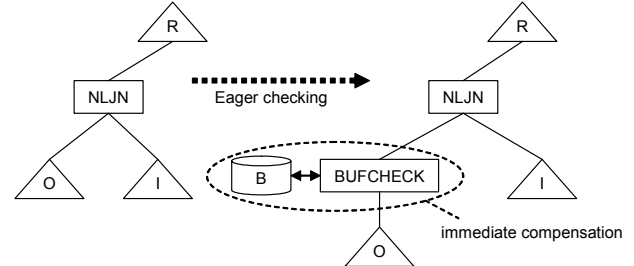 R
NLJN
O
I
Eager checking
R
NLJN
B
BUFCHECK
I
O
immediate compensation